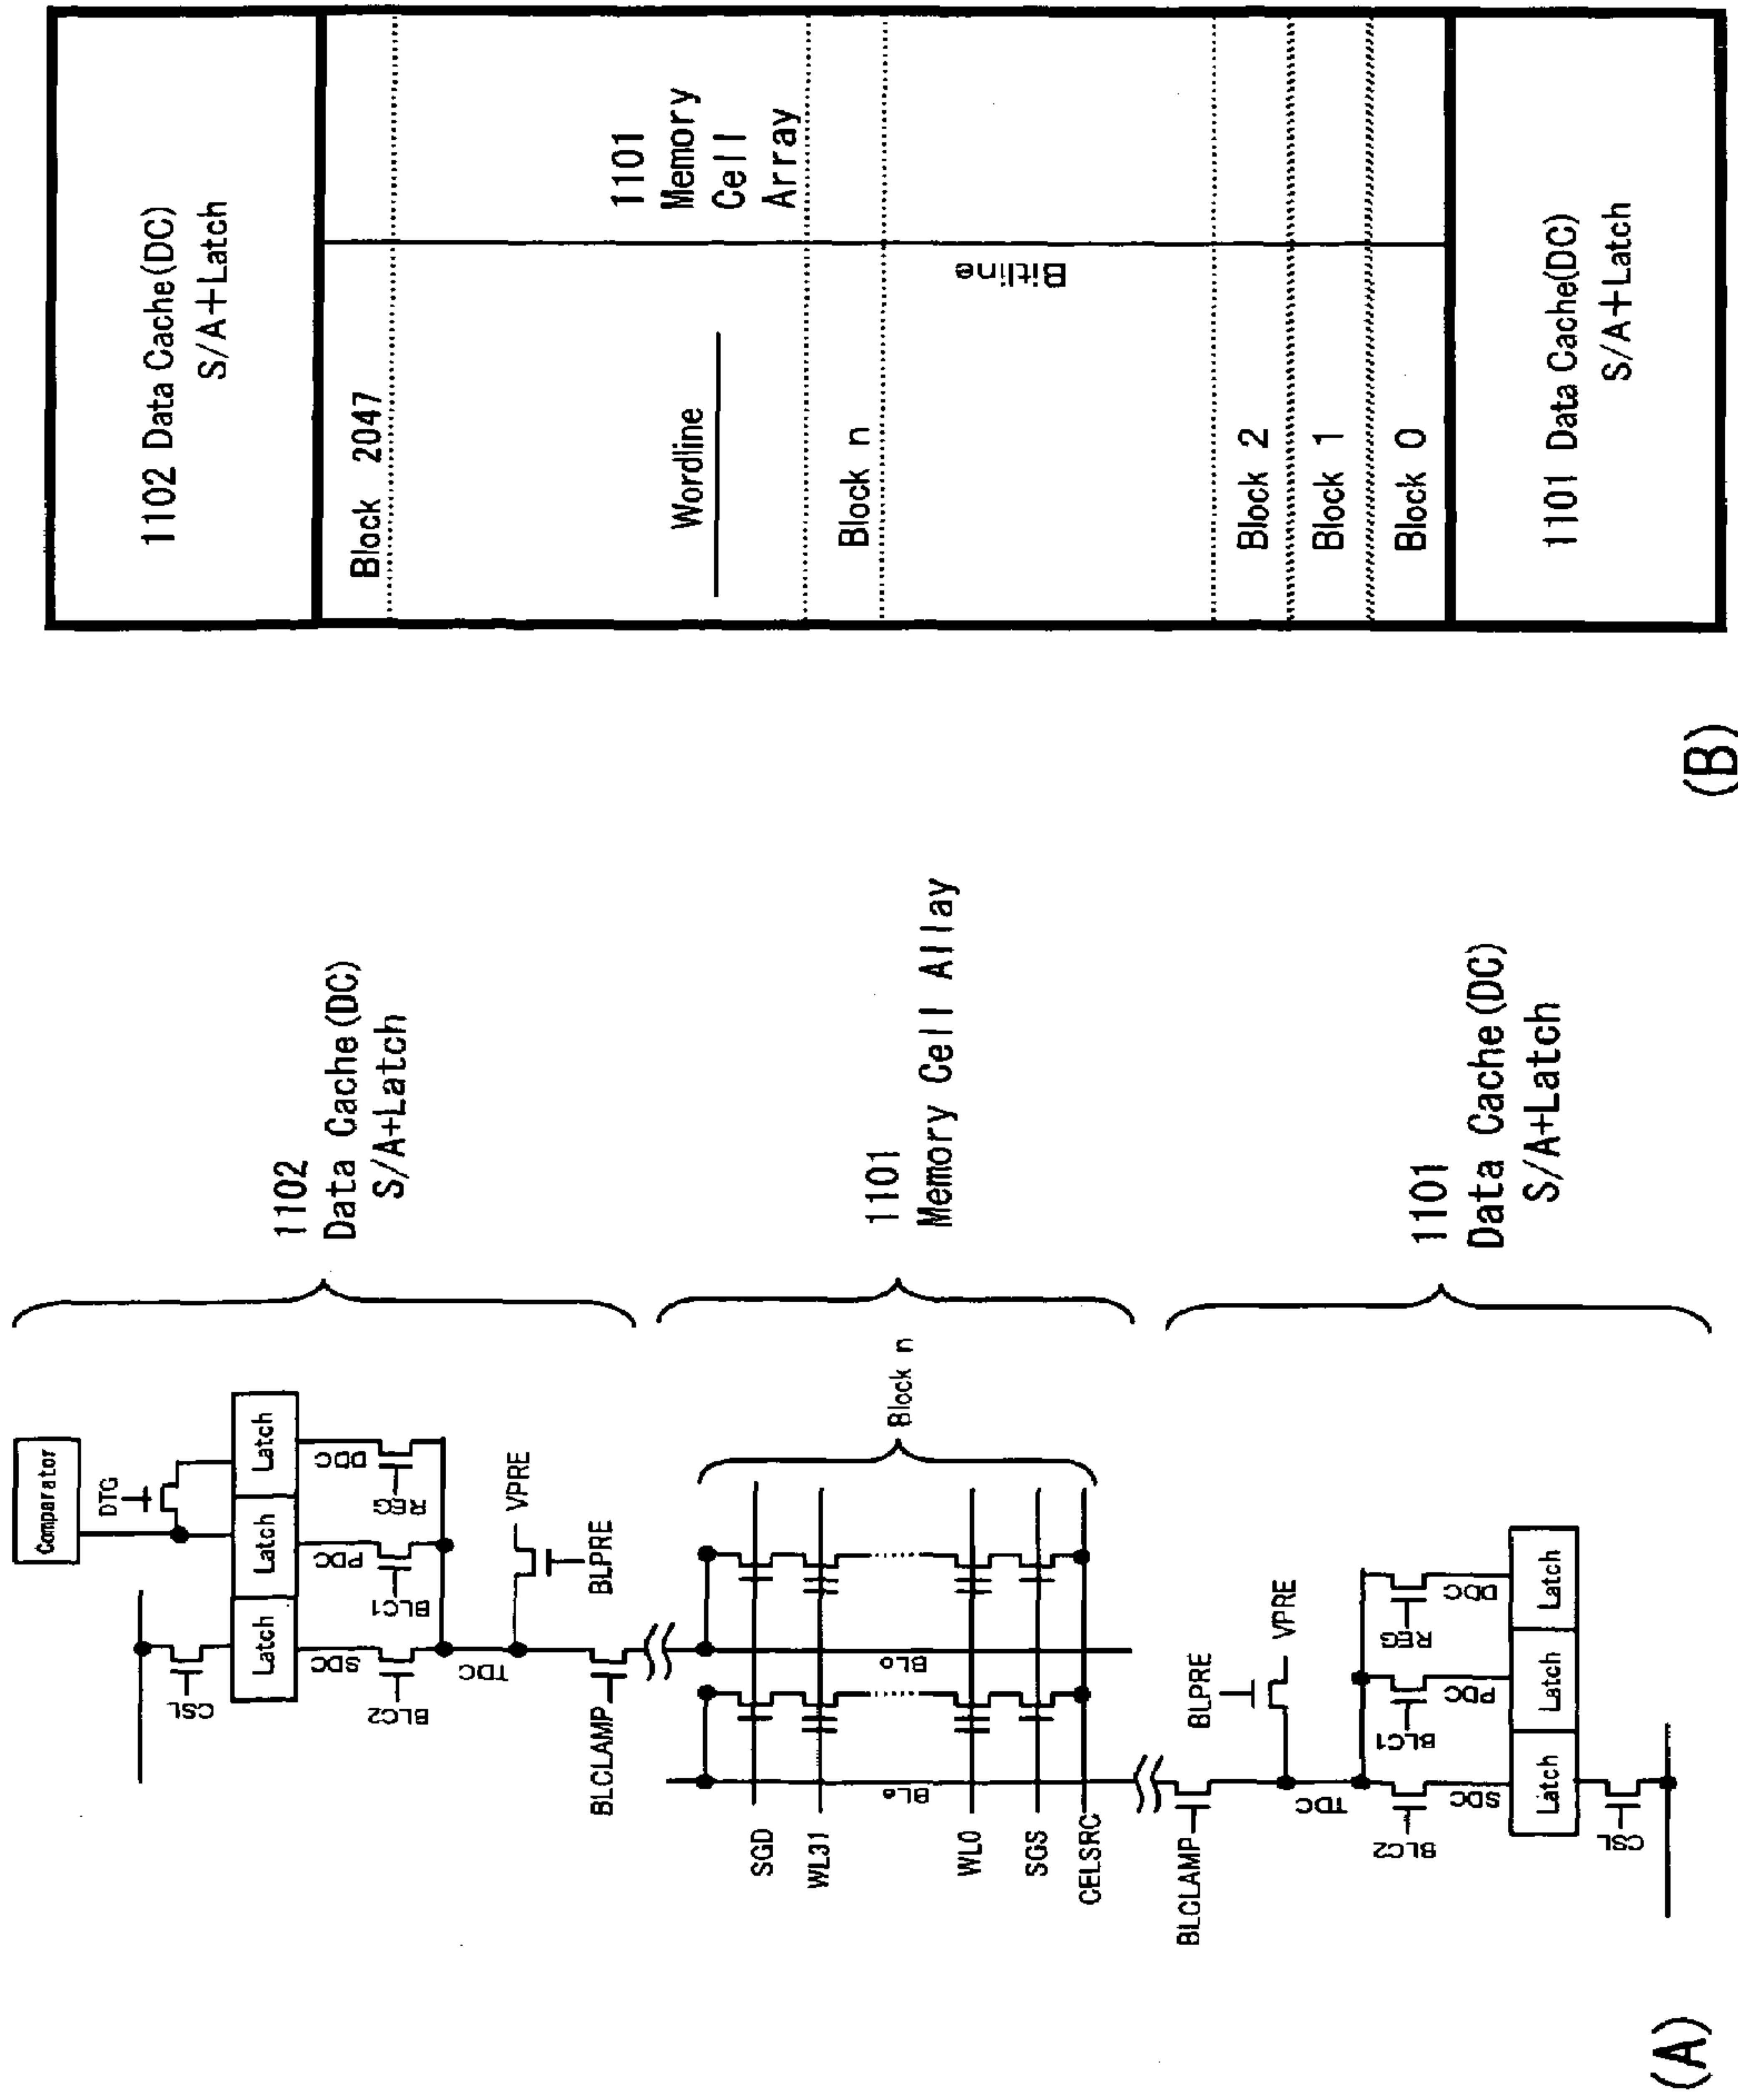 1102 Data Cache(DC)
S/A+Latch
Block 2047
1101
Memory
Cell
Array
Wordline
Bitline
Block n
Block 2
Block 1
Block 0
1101 Data Cache(DC)
S/A+Latch
(B)
Comparator
DTG
CSL
Latch
Latch
Latch
SDC
PDC
DDC
BLC2
BLC1
REG
TDC
VPRE
BLPRE
BLCLAMP
1102
Data Cache(DC)
S/A+Latch
SGD
WL31
WL0
SGS
CELSRC
BLe
BLo
Block n
1101
Memory Cell Allay
BLCLAMP
BLPRE
VPRE
TDC
BLC2
BLC1
REG
SDC
PDC
DDC
Latch
Latch
Latch
CSL
1101
Data Cache(DC)
S/A+Latch
(A)